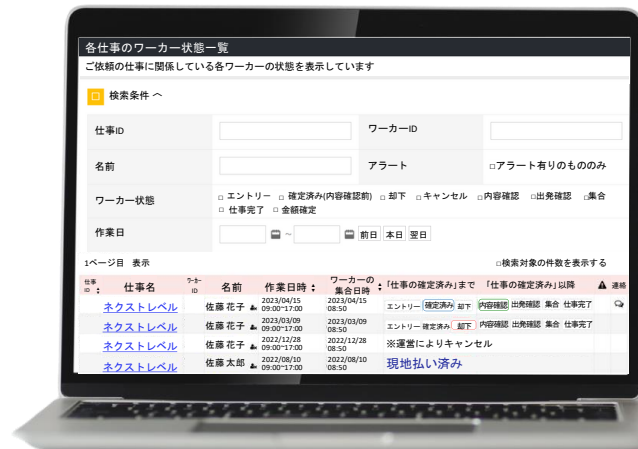 各仕事のワーカー状態一覧
ご依頼の仕事に関係している各ワーカーの状態を表示しています
検索条件 へ
仕事ID ワーカーID
名前 アラート □アラート有りのもののみ
ワーカー状態 □ エントリー □ 確定済み(内容確認前) □ 却下 □キャンセル □内容確認 □出発確認 □集合
□ 仕事完了 □ 金額確定
作業日 ~ 前日 本日 翌日
1ページ目 表示 □検索対象の件数を表示する
仕事ID 仕事名 ワーカーID 名前 作業日時 ワーカーの集合日時 「仕事の確定済み」まで 「仕事の確定済み」以降 連絡
ネクストレベル 佐藤 花子 2023/04/15 09:00~17:00 2023/04/15 08:50 エントリー 確定済み 却下 内容確認 出発確認 集合 仕事完了
ネクストレベル 佐藤 花子 2023/03/09 09:00~17:00 2023/03/09 08:50 エントリー 確定済み 却下 内容確認 出発確認 集合 仕事完了
ネクストレベル 佐藤 花子 2022/12/28 09:00~17:00 2022/12/28 08:50 ※運営によりキャンセル
ネクストレベル 佐藤 太郎 2022/08/10 09:00~17:00 2022/08/10 08:50 現地払い済み